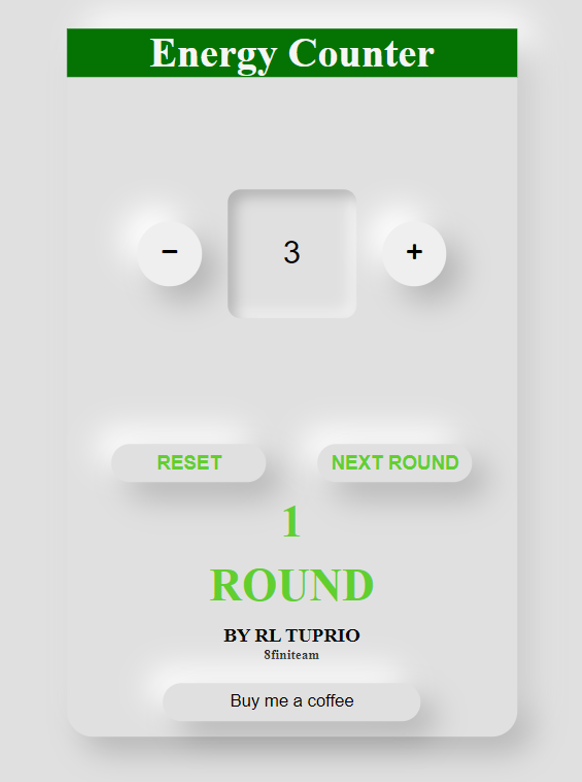 Energy Counter
− 3 +
RESET NEXT ROUND
1
ROUND
BY RL TUPRIO
8finiteam
Buy me a coffee